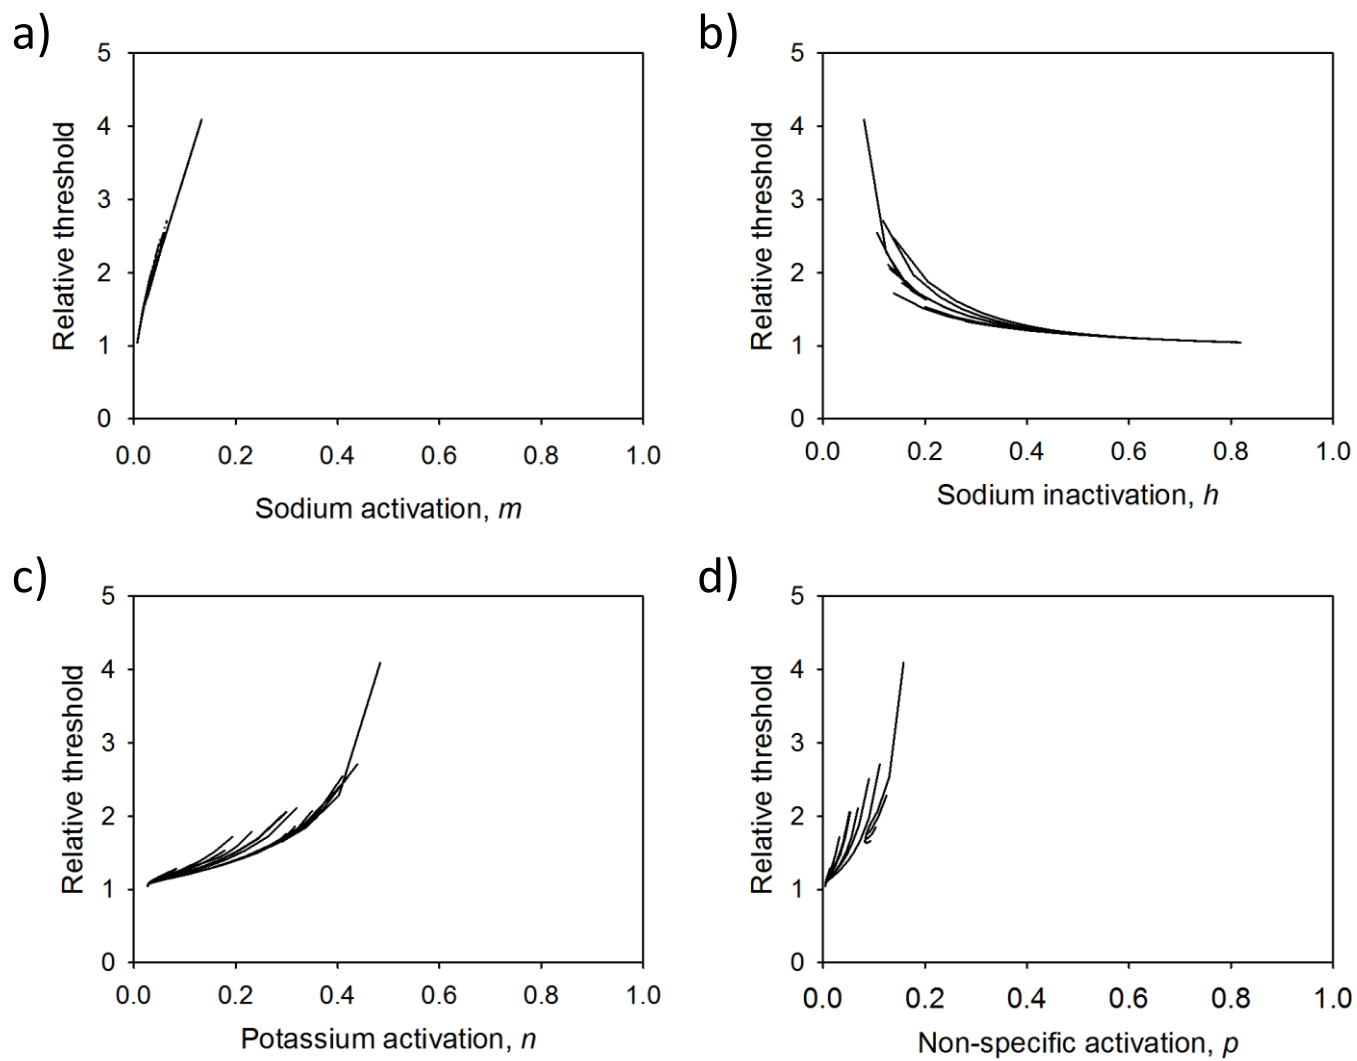 a)
5
4
3
2
1
0
Relative threshold
0.0 0.2 0.4 0.6 0.8 1.0
Sodium activation, m
b)
5
4
3
2
1
0
Relative threshold
0.0 0.2 0.4 0.6 0.8 1.0
Sodium inactivation, h
c)
5
4
3
2
1
0
Relative threshold
0.0 0.2 0.4 0.6 0.8 1.0
Potassium activation, n
d)
5
4
3
2
1
0
Relative threshold
0.0 0.2 0.4 0.6 0.8 1.0
Non-specific activation, p